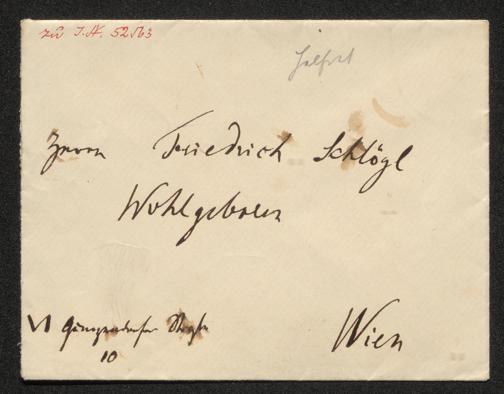 zu I.N. 52563
Helfert
Herrn Friedrich Schlögl
Wohlgeboren
VI Gumpendorfer Straße
10
Wien